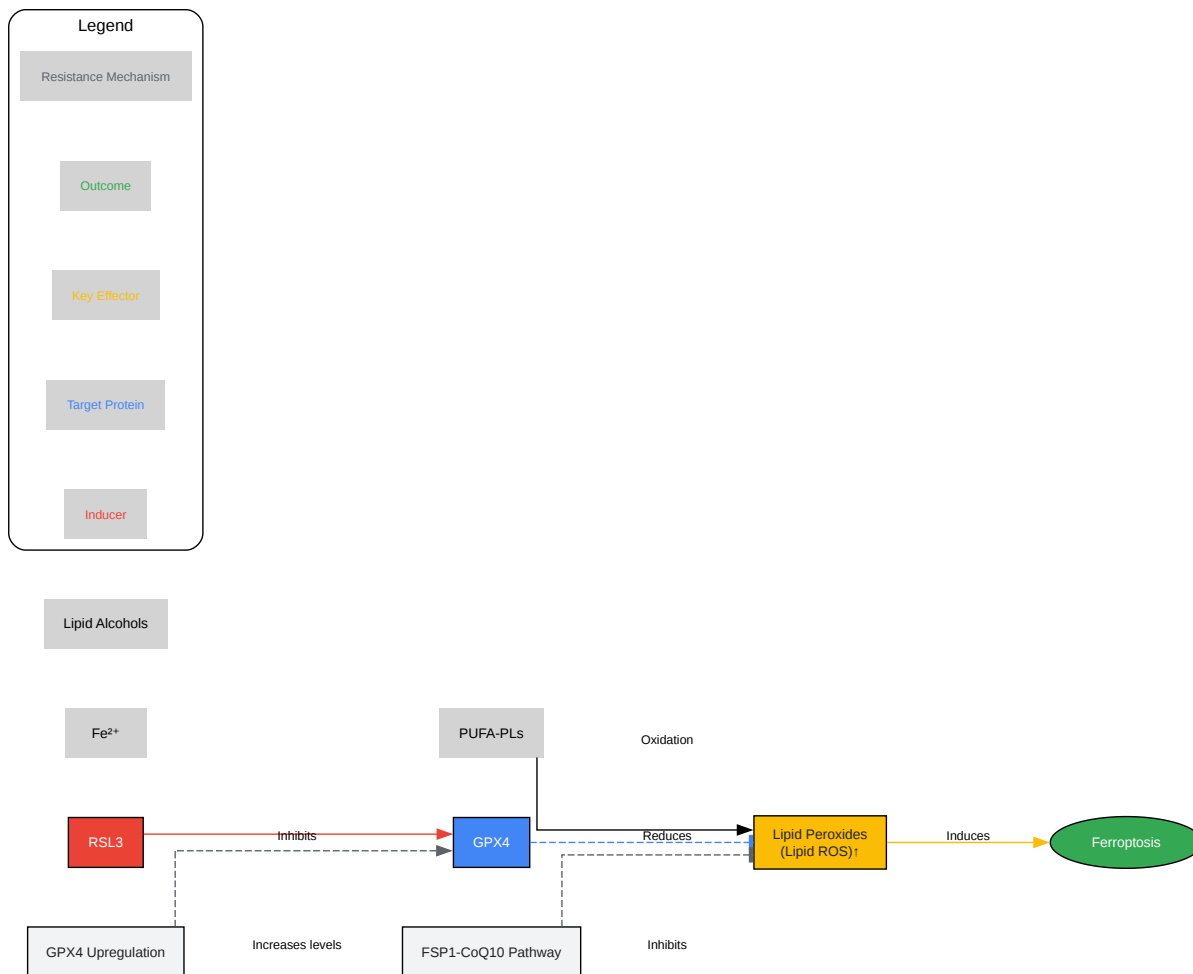 Legend
Resistance Mechanism
Outcome
Key Effector
Target Protein
Inducer
Lipid Alcohols
Fe²⁺
PUFA-PLs
Oxidation
RSL3
Inhibits
GPX4
Reduces
Lipid Peroxides
(Lipid ROS)↑
Induces
Ferroptosis
GPX4 Upregulation
Increases levels
FSP1-CoQ10 Pathway
Inhibits